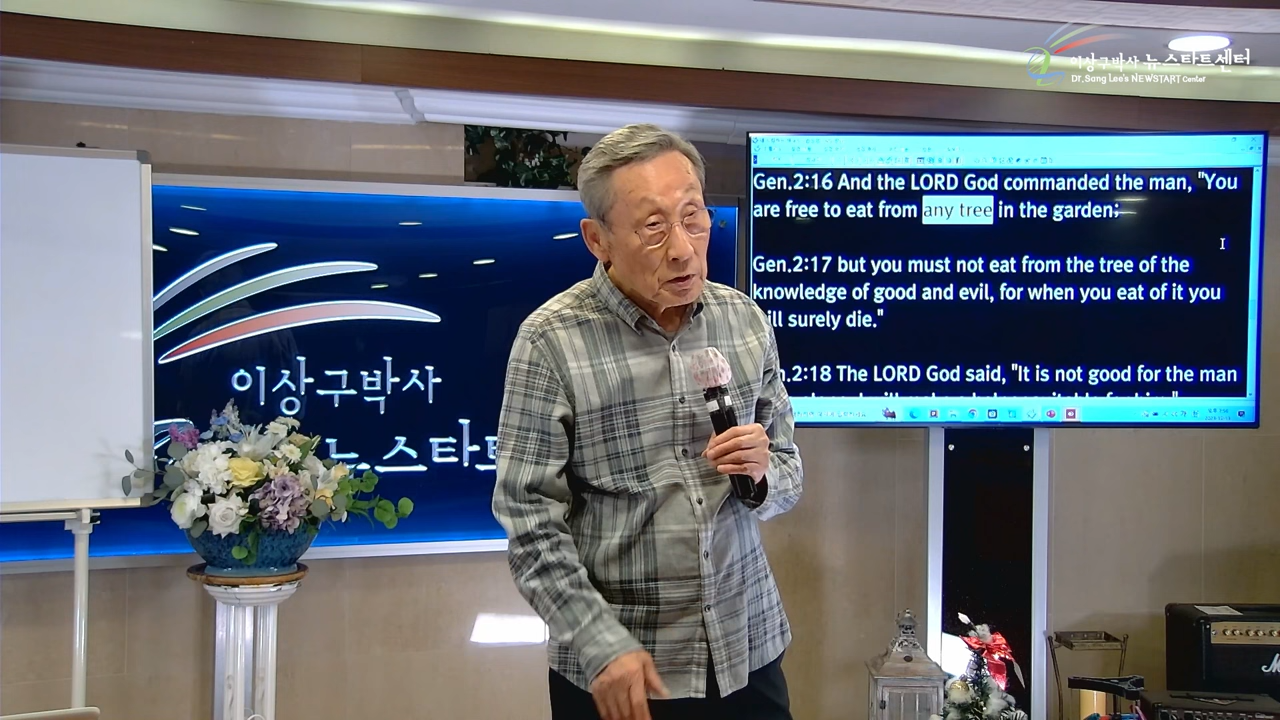 이상구박사 뉴스타트센터
Dr.Sang Lee's NEWSTART Center
Gen.2:16 And the LORD God commanded the man, "You
are free to eat from any tree in the garden;
Gen.2:17 but you must not eat from the tree of the
knowledge of good and evil, for when you eat of it you
ill surely die."
.2:18 The LORD God said, "It is not good for the man
이상구박사
뉴스타트